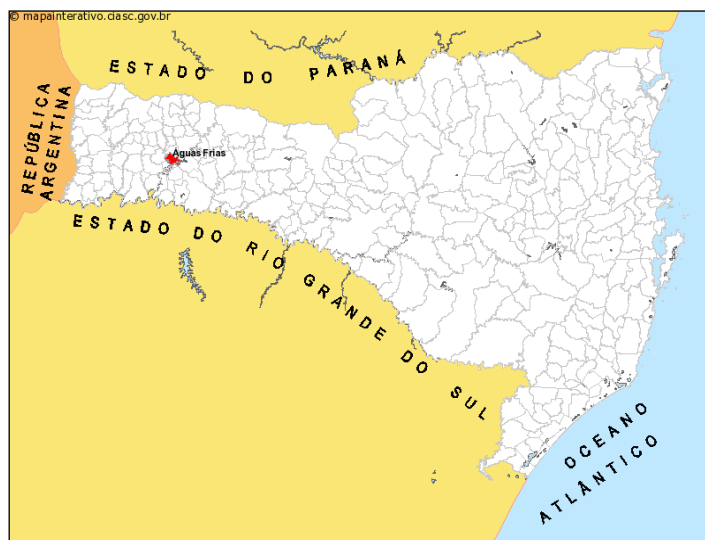 © mapainterativo.ciasc.gov.br
ESTADO DO PARANÁ
REPÚBLICA
ARGENTINA
Águas Frias
ESTADO DO RIO GRANDE DO SUL
OCEANO
ATLÂNTICO